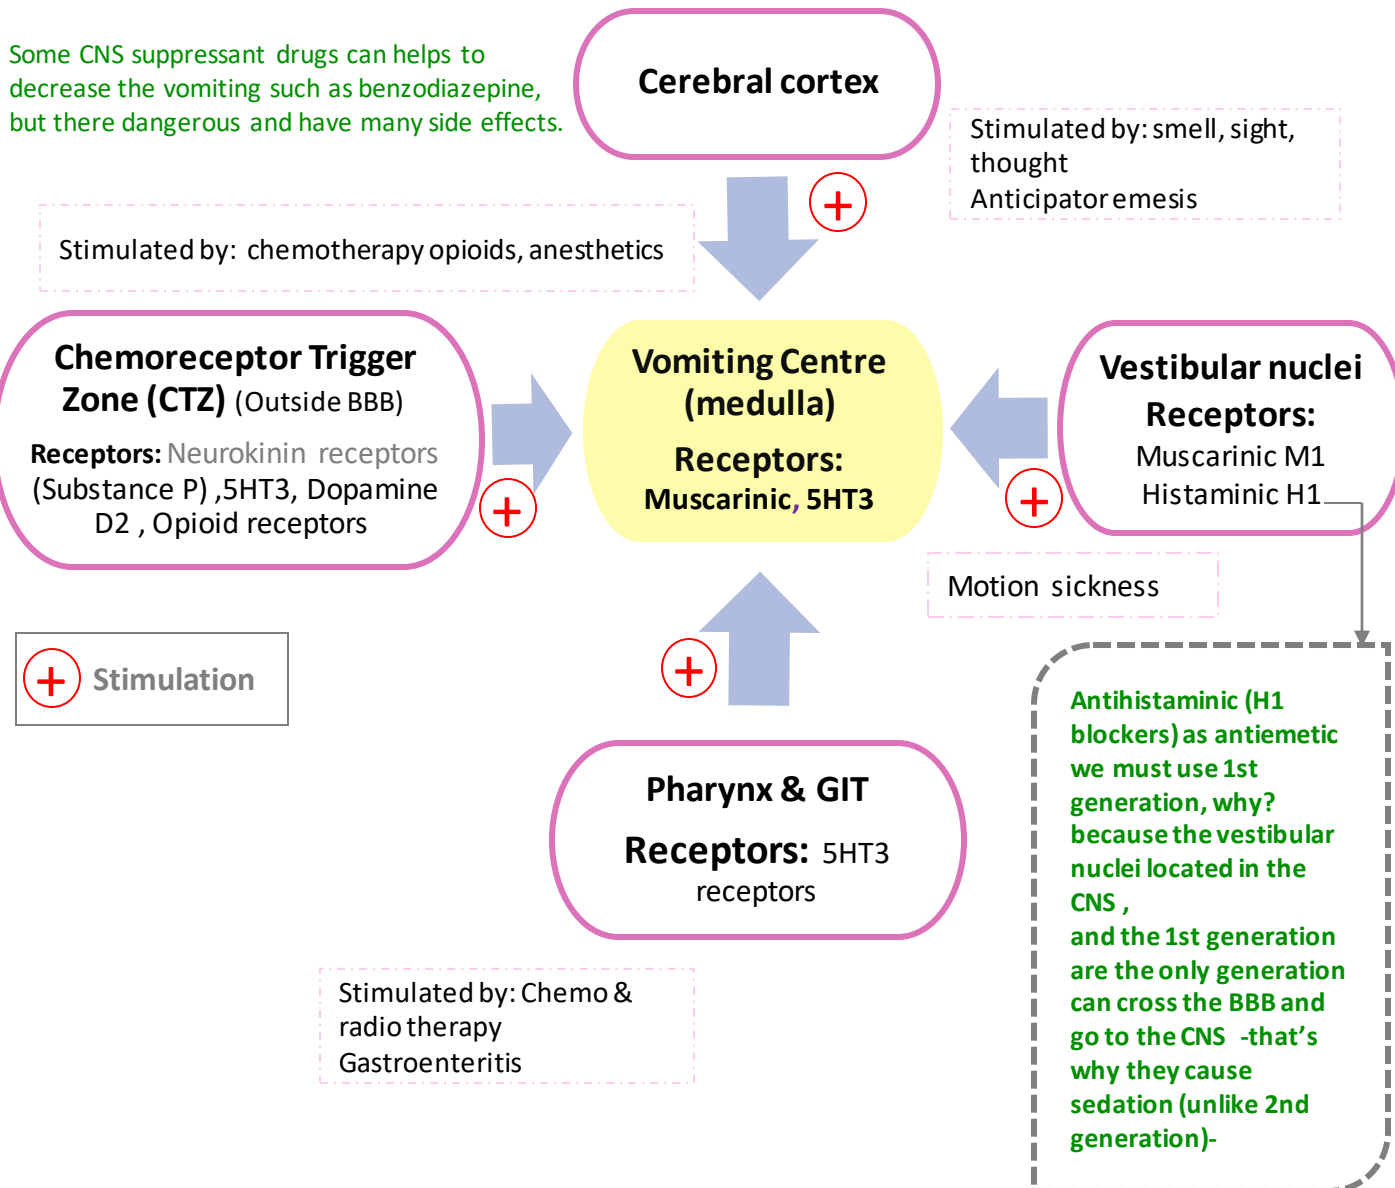 Some CNS suppressant drugs can helps to
decrease the vomiting such as benzodiazepine,
but there dangerous and have many side effects.
Cerebral cortex
Stimulated by: smell, sight,
thought
Anticipator emesis
+
Stimulated by: chemotherapy opioids, anesthetics
Chemoreceptor Trigger
Zone (CTZ) (Outside BBB)
Receptors: Neurokinin receptors
(Substance P) ,5HT3, Dopamine
D2 , Opioid receptors
+
Vomiting Centre
(medulla)
Receptors:
Muscarinic, 5HT3
Vestibular nuclei
Receptors:
Muscarinic M1
Histaminic H1
+
Motion sickness
+ Stimulation
+
Pharynx & GIT
Receptors: 5HT3
receptors
Stimulated by: Chemo &
radio therapy
Gastroenteritis
Antihistaminic (H1
blockers) as antiemetic
we must use 1st
generation, why?
because the vestibular
nuclei located in the
CNS ,
and the 1st generation
are the only generation
can cross the BBB and
go to the CNS -that’s
why they cause
sedation (unlike 2nd
generation)-